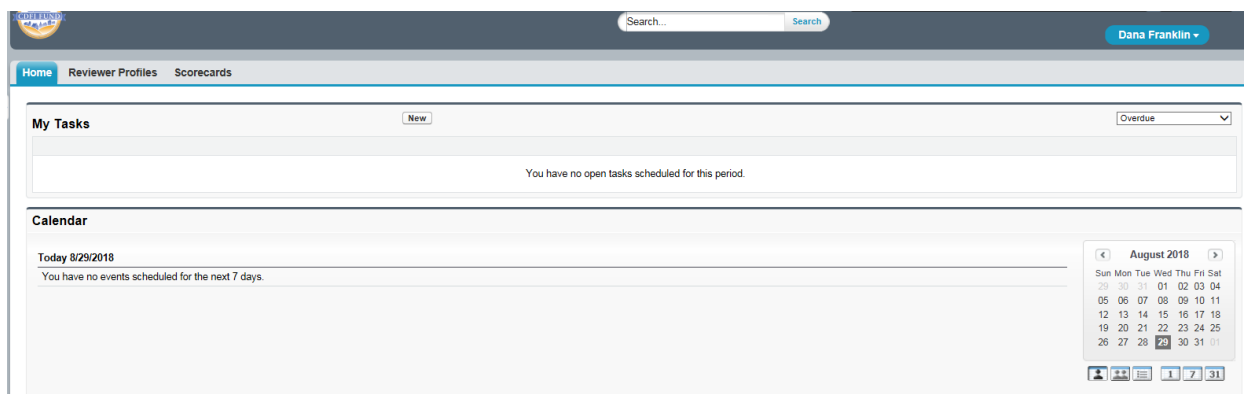 CDFI FUND
Search...
Search
Dana Franklin
Home Reviewer Profiles Scorecards
My Tasks New Overdue
You have no open tasks scheduled for this period.
Calendar
Today 8/29/2018
You have no events scheduled for the next 7 days.
August 2018
Sun Mon Tue Wed Thu Fri Sat
29 30 31 01 02 03 04
05 06 07 08 09 10 11
12 13 14 15 16 17 18
19 20 21 22 23 24 25
26 27 28 29 30 31 01
1 7 31